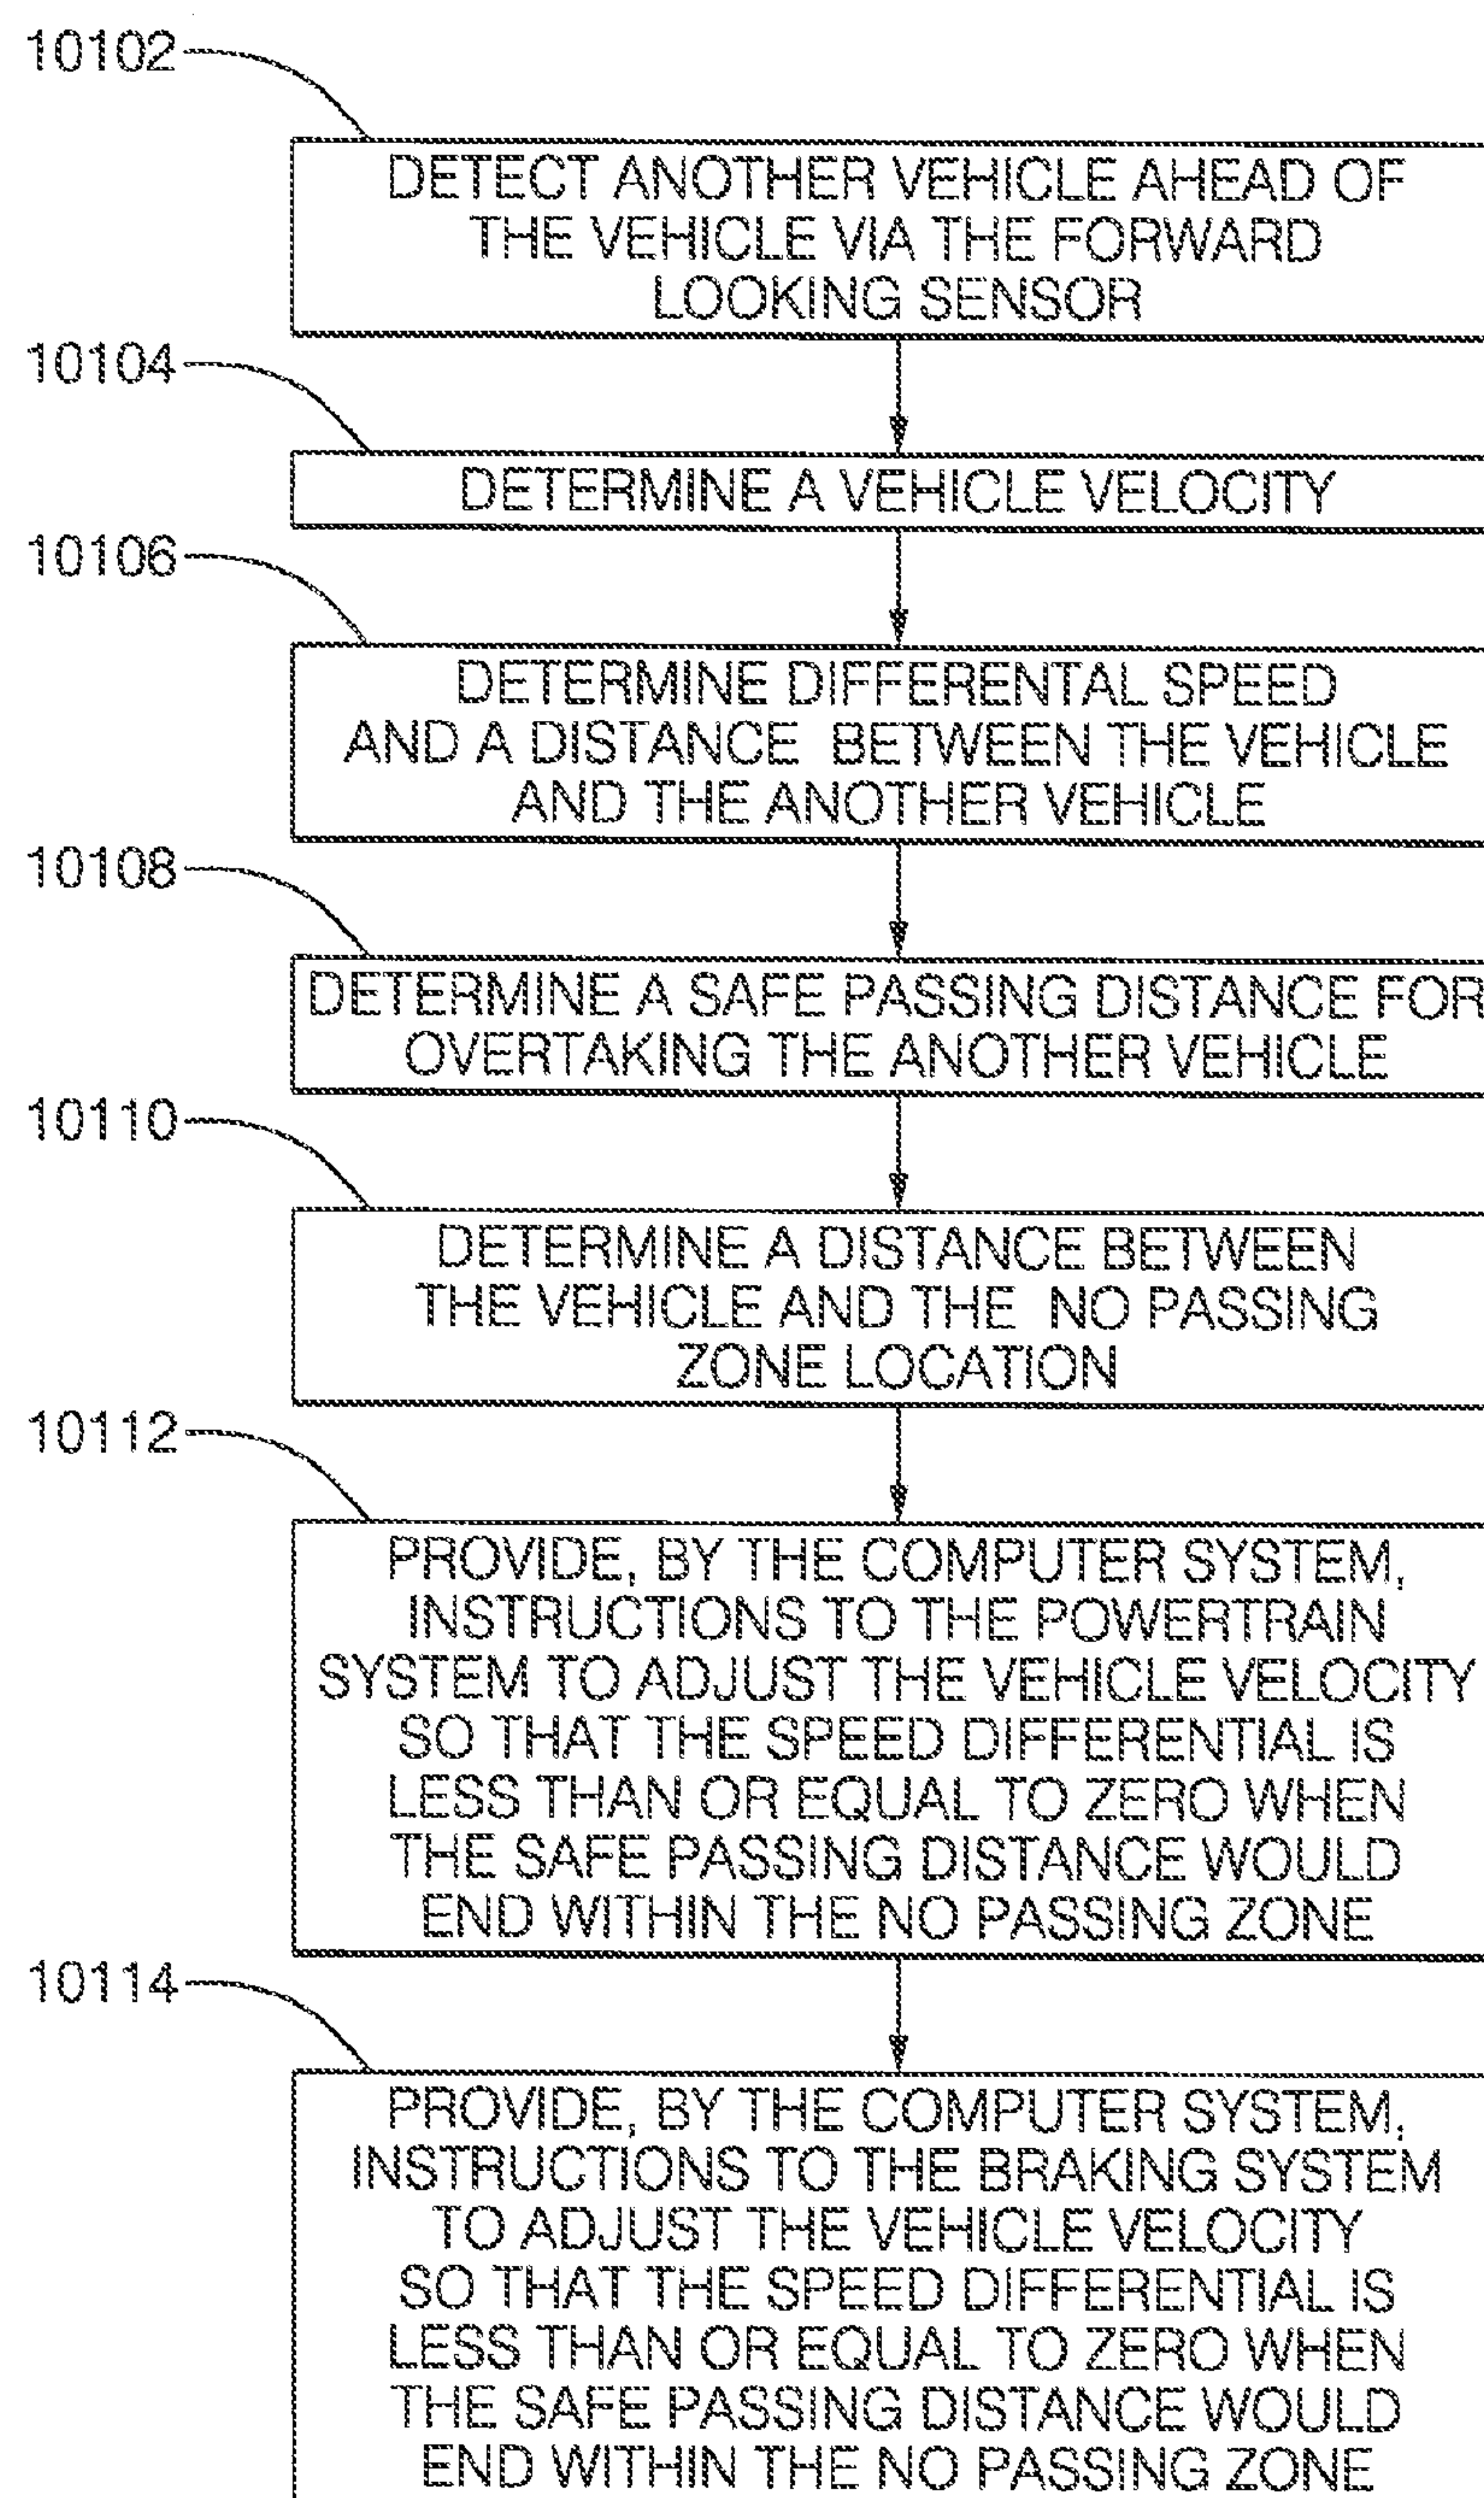 10102
DETECT ANOTHER VEHICLE AHEAD OF
THE VEHICLE VIA THE FORWARD
LOOKING SENSOR
10104
DETERMINE A VEHICLE VELOCITY
10106
DETERMINE DIFFERENTAL SPEED
AND A DISTANCE BETWEEN THE VEHICLE
AND THE ANOTHER VEHICLE
10108
DETERMINE A SAFE PASSING DISTANCE FOR
OVERTAKING THE ANOTHER VEHICLE
10110
DETERMINE A DISTANCE BETWEEN
THE VEHICLE AND THE NO PASSING
ZONE LOCATION
10112
PROVIDE, BY THE COMPUTER SYSTEM,
INSTRUCTIONS TO THE POWERTRAIN
SYSTEM TO ADJUST THE VEHICLE VELOCITY
SO THAT THE SPEED DIFFERENTIAL IS
LESS THAN OR EQUAL TO ZERO WHEN
THE SAFE PASSING DISTANCE WOULD
END WITHIN THE NO PASSING ZONE
10114
PROVIDE, BY THE COMPUTER SYSTEM,
INSTRUCTIONS TO THE BRAKING SYSTEM
TO ADJUST THE VEHICLE VELOCITY
SO THAT THE SPEED DIFFERENTIAL IS
LESS THAN OR EQUAL TO ZERO WHEN
THE SAFE PASSING DISTANCE WOULD
END WITHIN THE NO PASSING ZONE